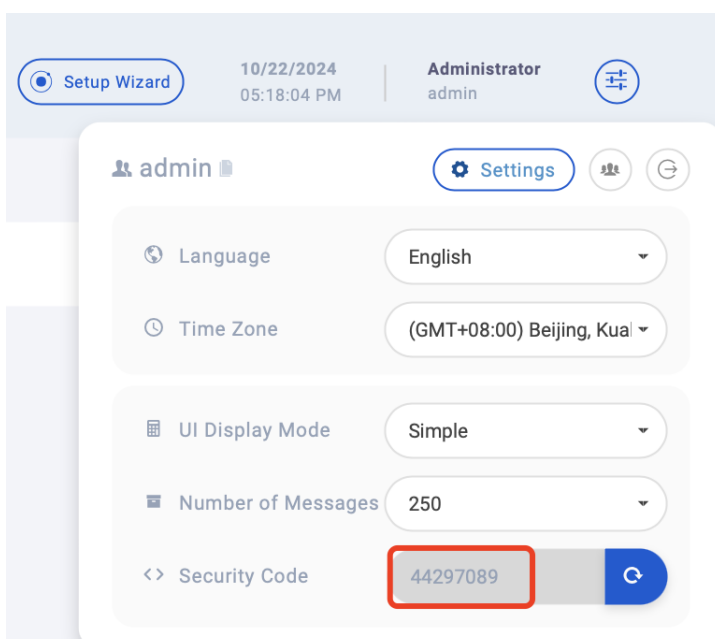 Setup Wizard
10/22/2024
05:18:04 PM
Administrator
admin
admin
Settings
Language
English
Time Zone
(GMT+08:00) Beijing, Kual
UI Display Mode
Simple
Number of Messages
250
Security Code
44297089